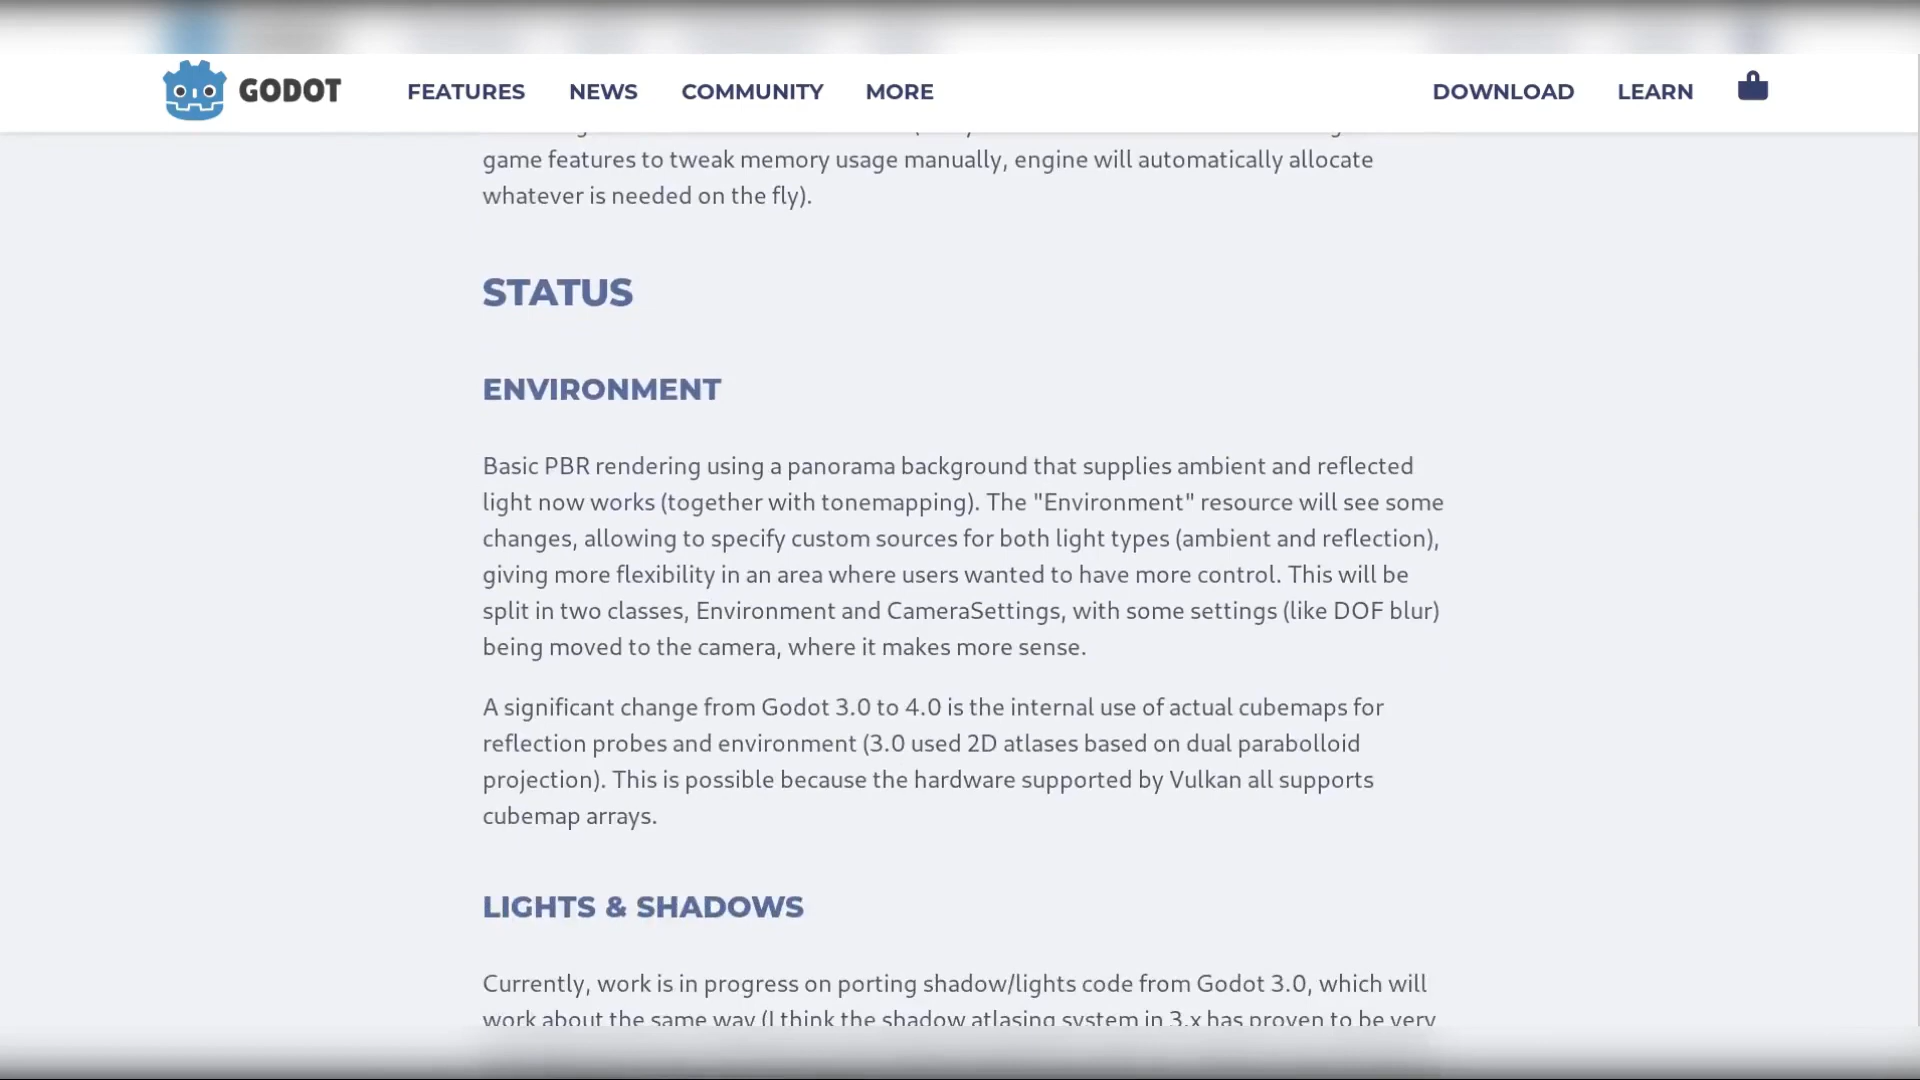 GODOT FEATURES NEWS COMMUNITY MORE DOWNLOAD LEARN
game features to tweak memory usage manually, engine will automatically allocate
whatever is needed on the fly).
STATUS
ENVIRONMENT
Basic PBR rendering using a panorama background that supplies ambient and reflected
light now works (together with tonemapping). The "Environment" resource will see some
changes, allowing to specify custom sources for both light types (ambient and reflection),
giving more flexibility in an area where users wanted to have more control. This will be
split in two classes, Environment and CameraSettings, with some settings (like DOF blur)
being moved to the camera, where it makes more sense.
A significant change from Godot 3.0 to 4.0 is the internal use of actual cubemaps for
reflection probes and environment (3.0 used 2D atlases based on dual parabolloid
projection). This is possible because the hardware supported by Vulkan all supports
cubemap arrays.
LIGHTS & SHADOWS
Currently, work is in progress on porting shadow/lights code from Godot 3.0, which will
work about the same way (I think the shadow atlasing system in 3.x has proven to be very